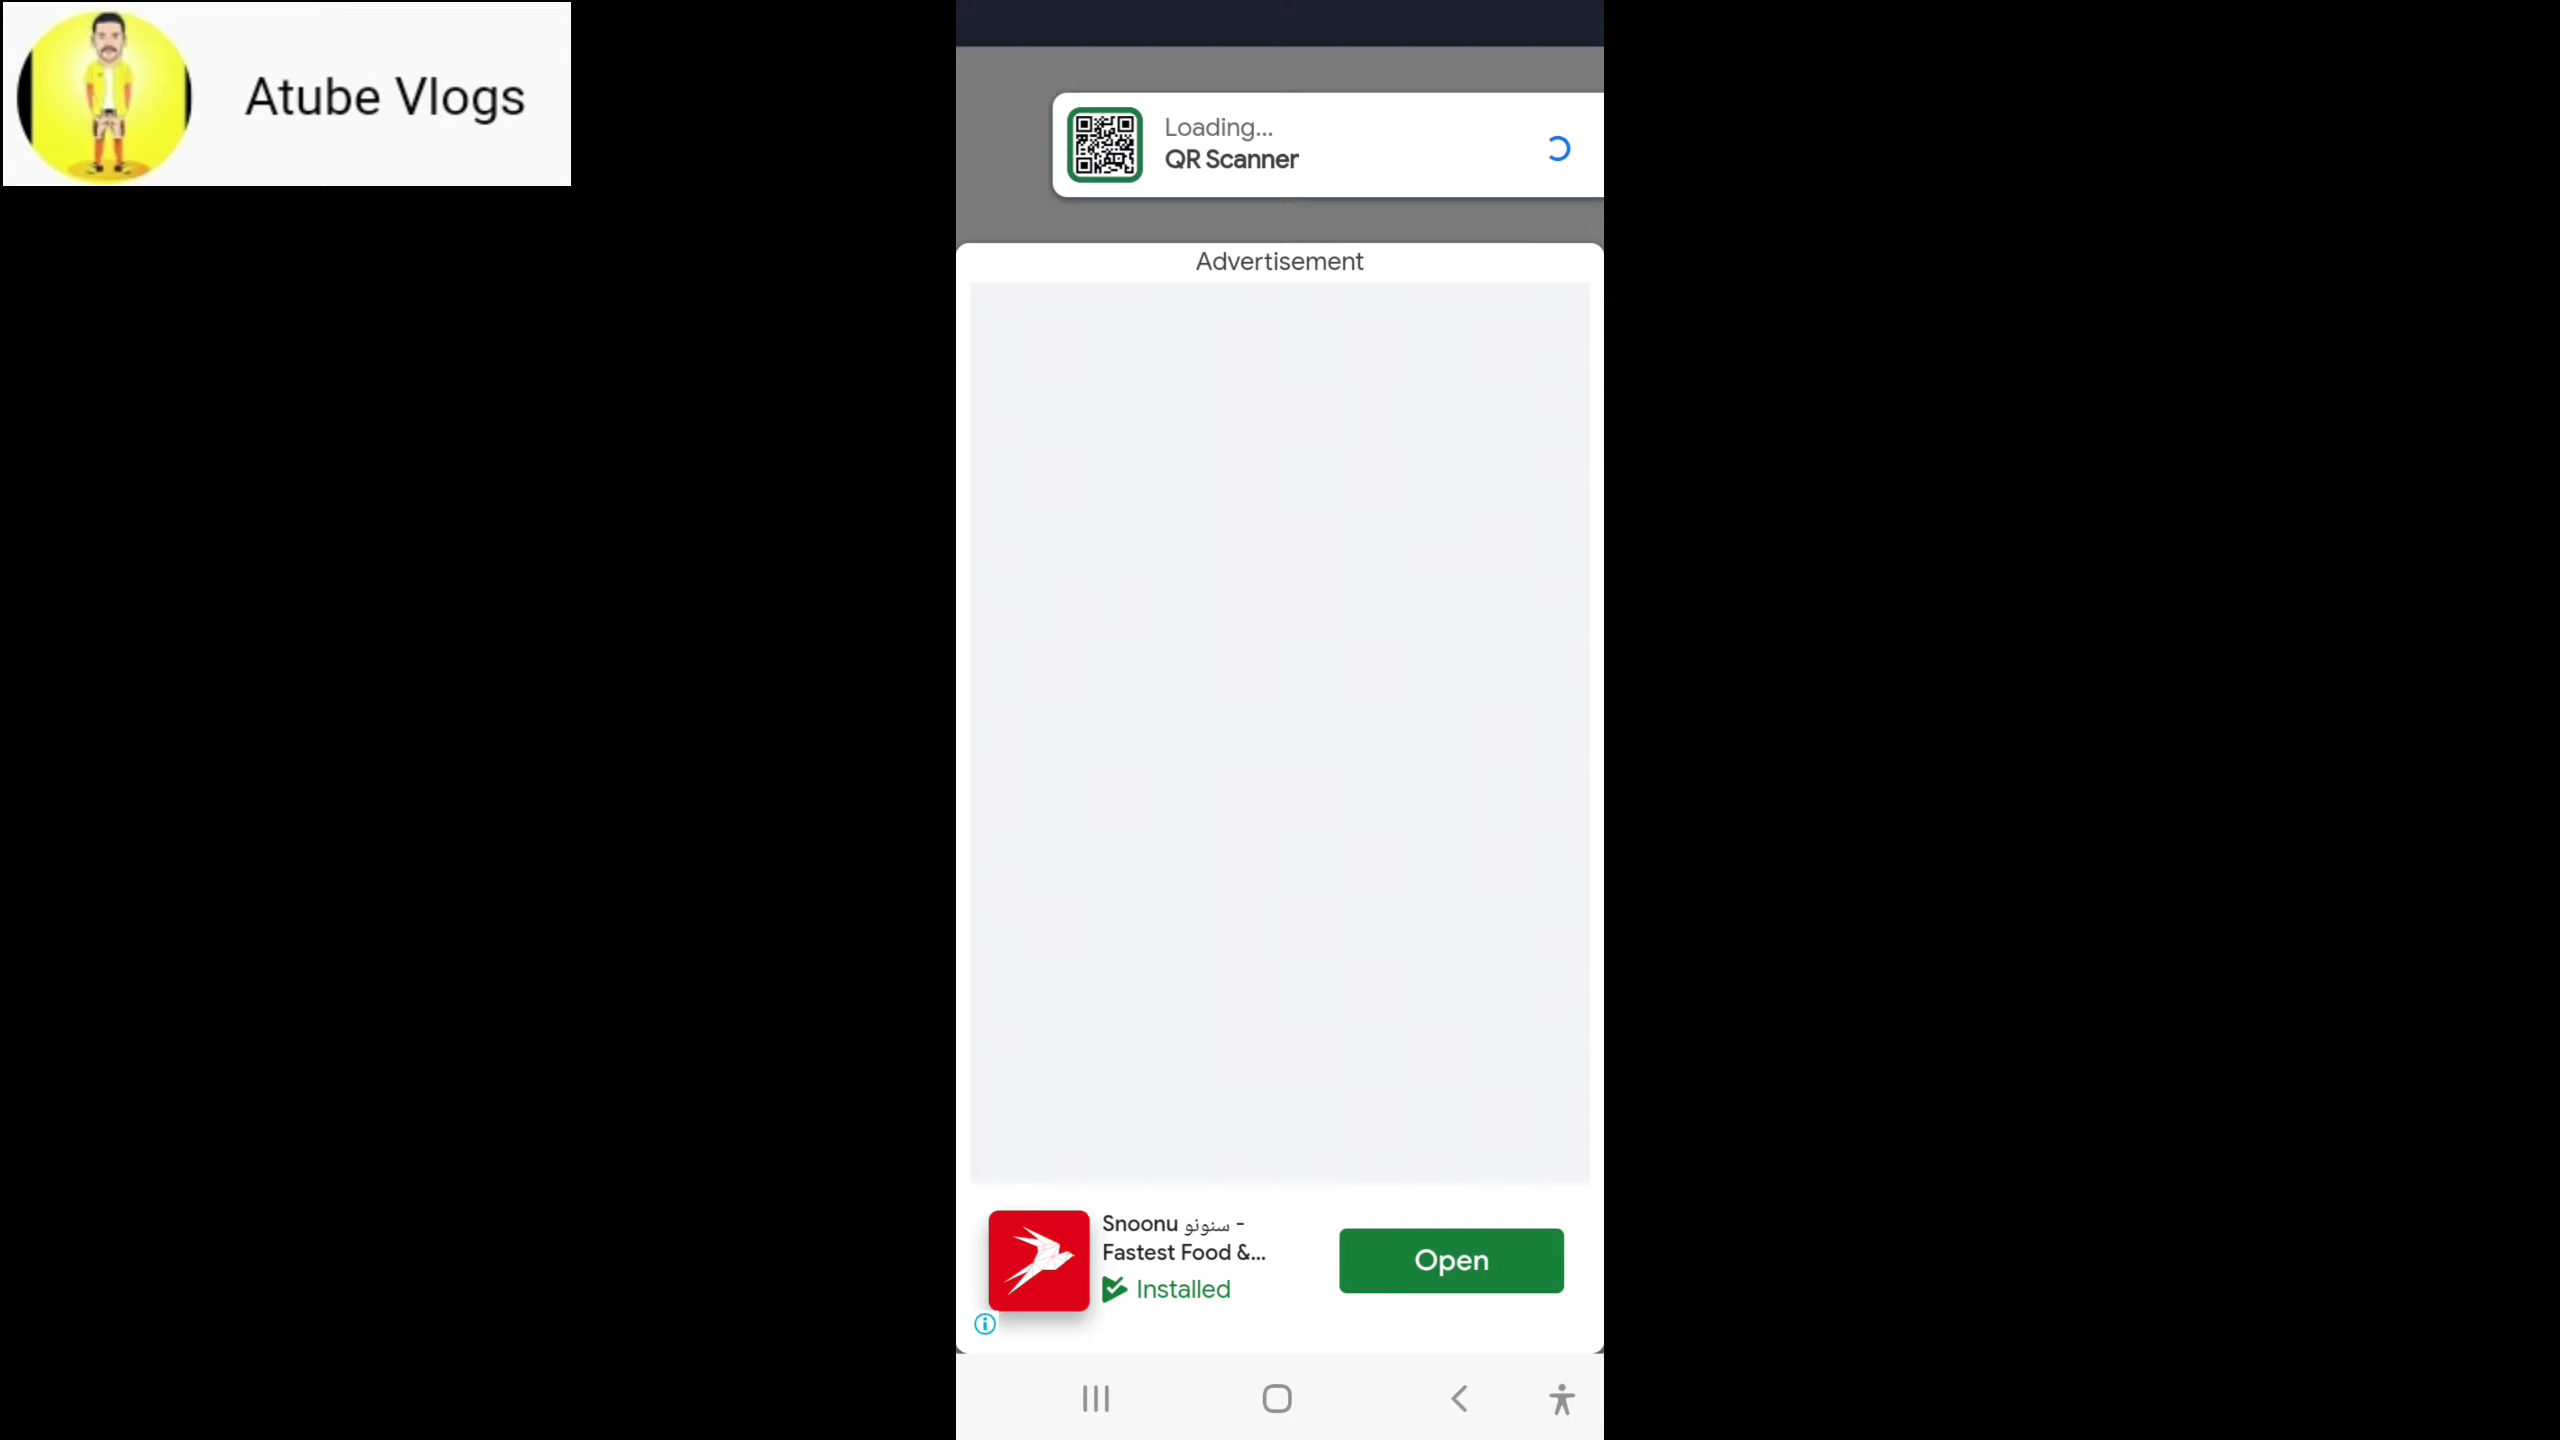 Atube Vlogs
Loading...
QR Scanner
Advertisement
Snoonu سنونو -
Fastest Food &...
Installed
Open